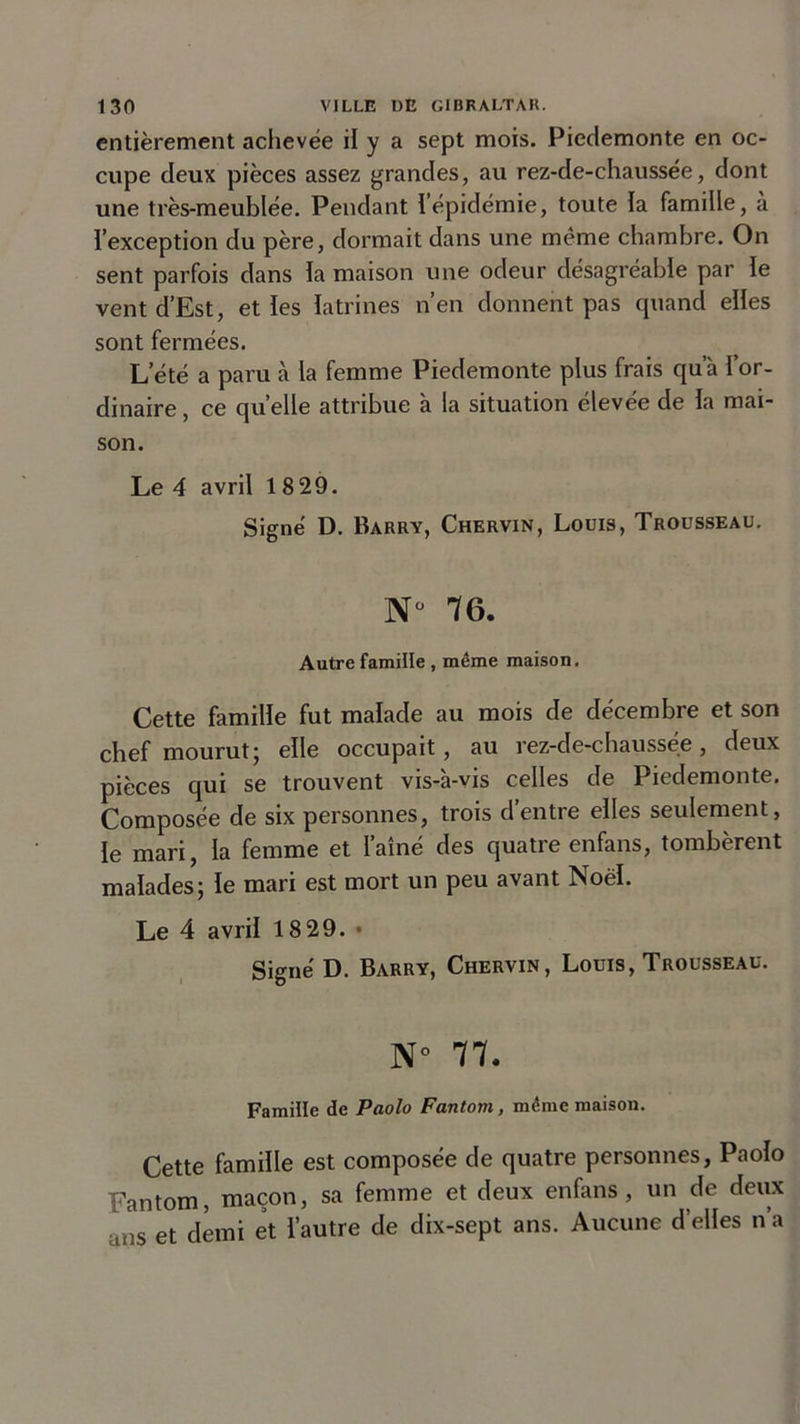 130 VILLE DE GIBRALTAR.
entièrement achevée il y a sept mois. Piedemonte en oc-
cupe deux pièces assez grandes, au rez-de-chaussée, dont
une très-meublée. Pendant l'épidémie, toute la famille, à
l'exception du père, dormait dans une même chambre. On
sent parfois dans la maison une odeur désagréable par le
vent d'Est, et les latrines n'en donnent pas quand elles
sont fermées.
L'été a paru à la femme Piedemonte plus frais qu'à l'or-
dinaire, ce qu'elle attribue à la situation élevée de la mai-
son.
Le 4 avril 1829.
Signé D. Barry, Chervin, Louis, Trousseau.
N° 76.
Autre famille, même maison.
Cette famille fut malade au mois de décembre et son
chef mourut; elle occupait, au rez-de-chaussée, deux
pièces qui se trouvent vis-à-vis celles de Piedemonte.
Composée de six personnes, trois d'entre elles seulement,
le mari, la femme et l'aîné des quatre enfans, tombèrent
malades; le mari est mort un peu avant Noël.
Le 4 avril 1829.
Signé D. Barry, Chervin, Louis, Trousseau.
N° 77.
Famille de Paolo Fantom, même maison.
Cette famille est composée de quatre personnes, Paolo
Fantom, maçon, sa femme et deux enfans, un de deux
ans et demi et l'autre de dix-sept ans. Aucune d'elles n'a